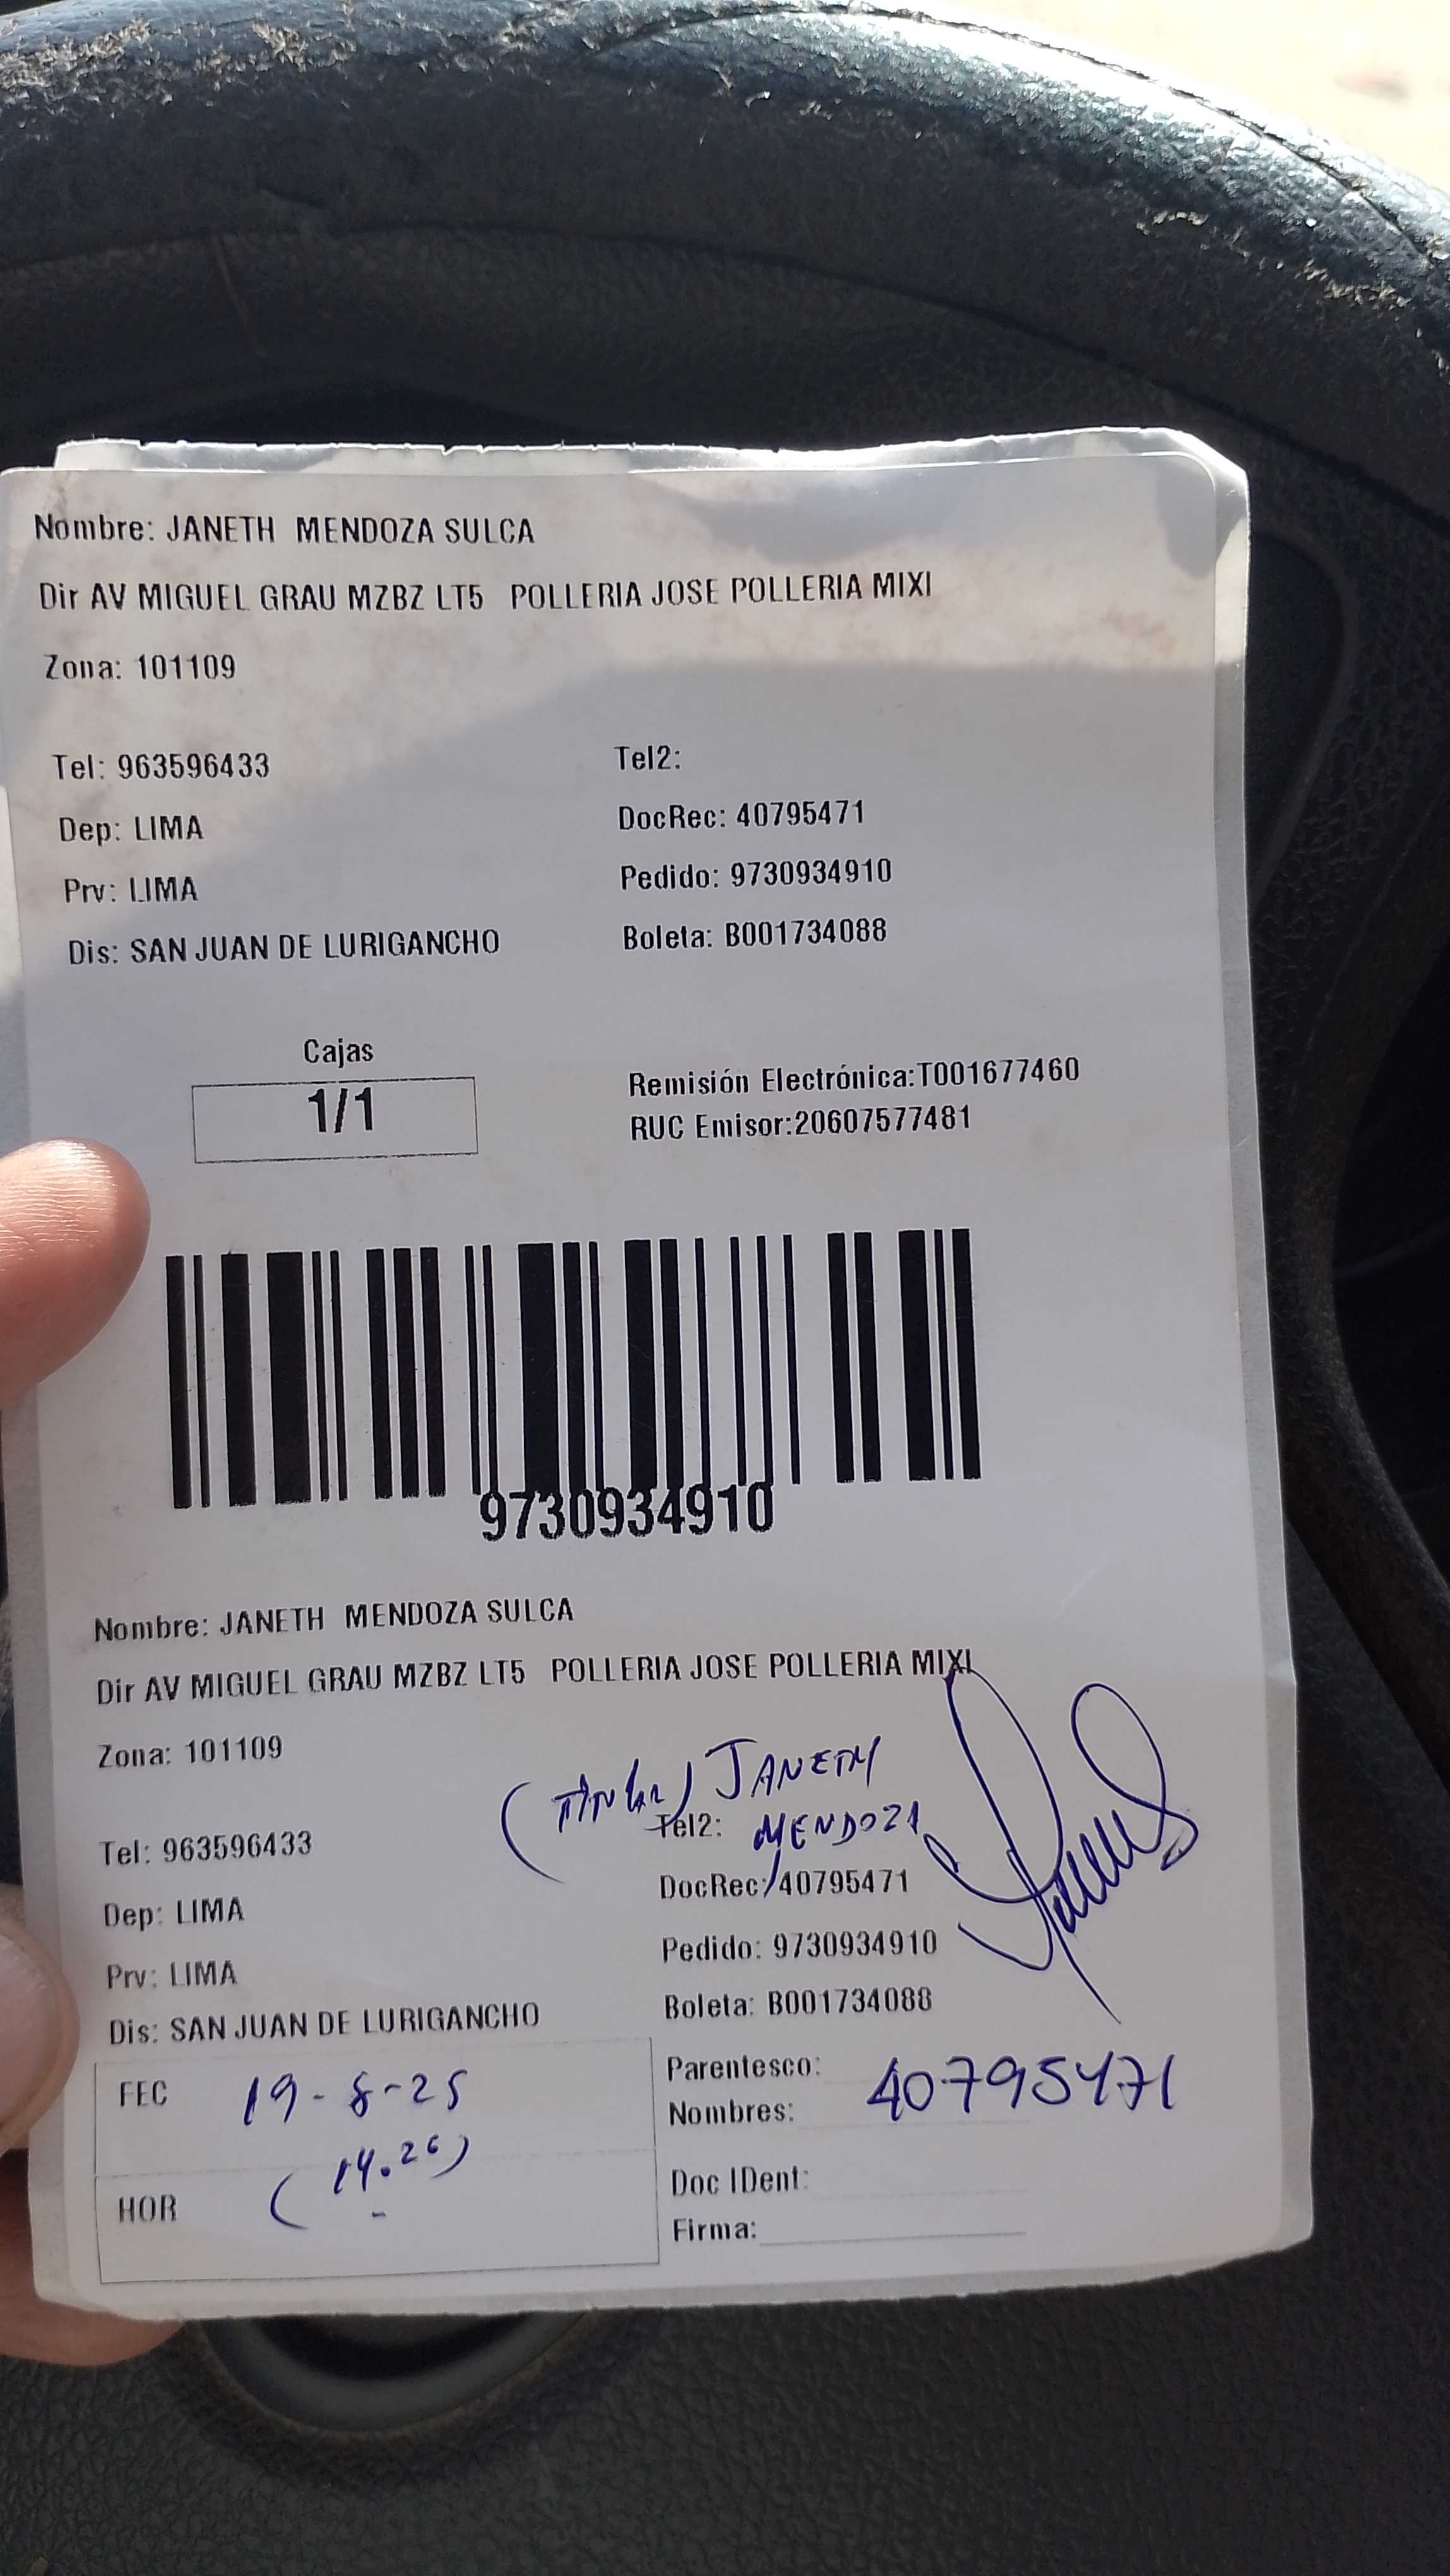 Nombre: JANETH MENDOZA SULCA
Dir AV MIGUEL GRAU MZBZ LT5 POLLERIA JOSE POLLERIA MIXI
Zona: 101109
Tel: 963596433
Tel2:
Dep: LIMA
DocRec: 40795471
Prv: LIMA
Pedido: 9730934910
Dis: SAN JUAN DE LURIGANCHO
Boleta: B001734088
Cajas
1/1
Remisión Electrónica:T001677460
RUC Emisor:20607577481
9730934910
Nombre: JANETH MENDOZA SULCA
Dir AV MIGUEL GRAU MZBZ LT5 POLLERIA JOSE POLLERIA MIXI
Zona: 101109
(Titular) JANETH
MENDOZA
Tel: 963596433
Tel2:
Dep: LIMA
DocRec: 40795471
Prv: LIMA
Pedido: 9730934910
Dis: SAN JUAN DE LURIGANCHO
Boleta: B001734088
FEC 19-8-25
HOR (14.26)
Parentesco:
40795471
Nombres:
Doc IDent:
Firma: